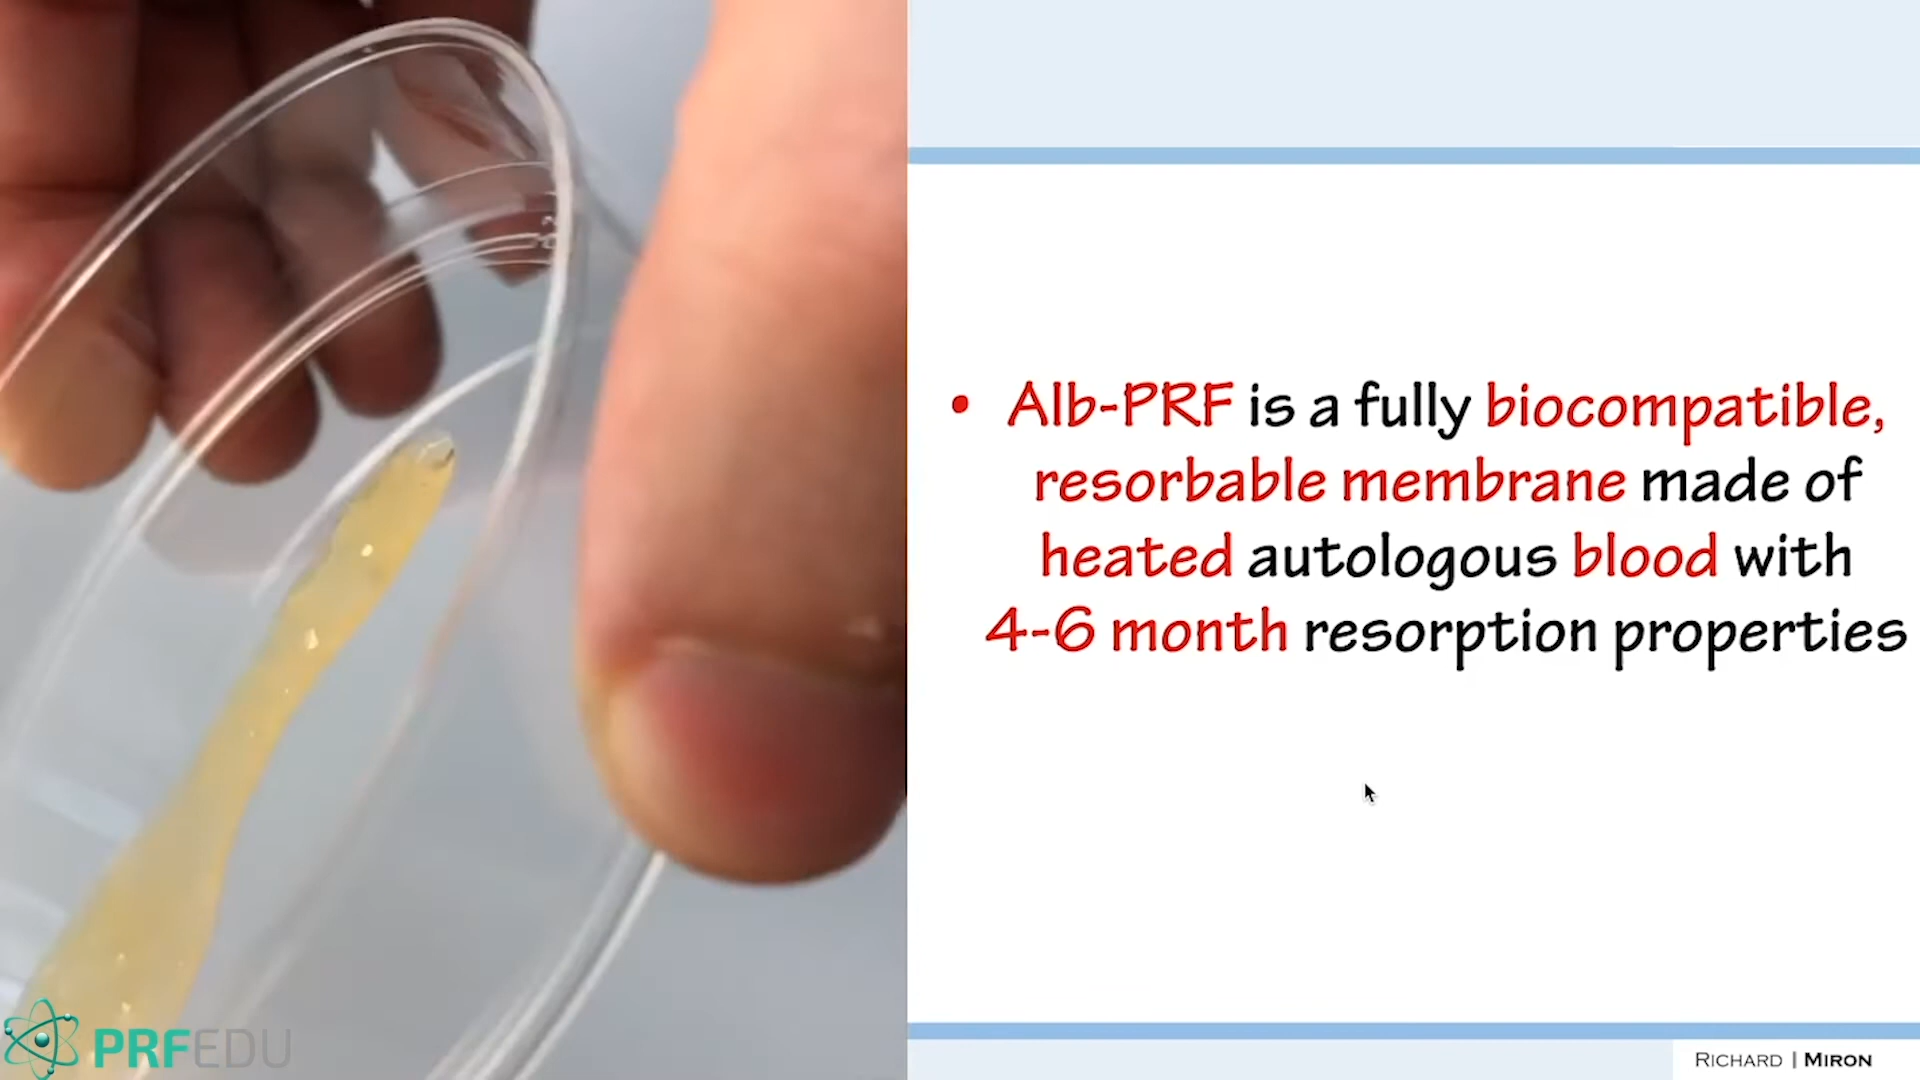 • Alb-PRF is a fully biocompatible,
resorbable membrane made of
heated autologous blood with
4-6 month resorption properties
PRFEDU
RICHARD | MIRON